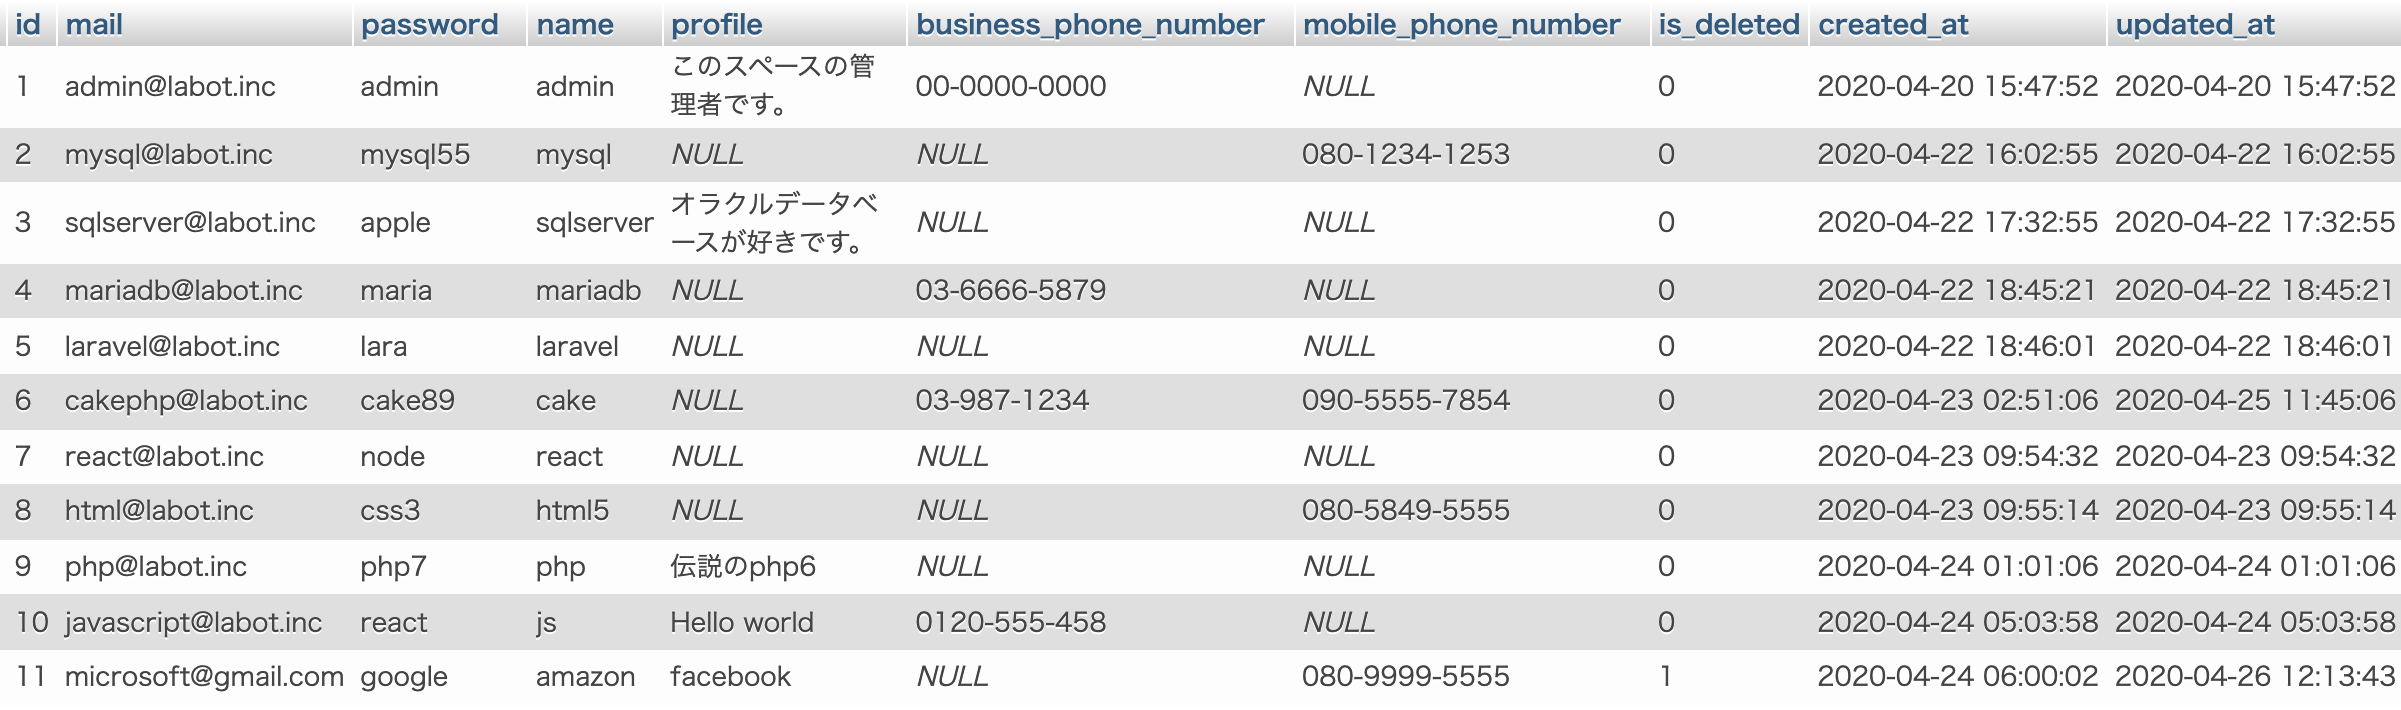 id mail password name profile business_phone_number mobile_phone_number is_deleted created_at updated_at
1 admin@labot.inc admin admin このスペースの管
理者です。 00-0000-0000 NULL 0 2020-04-20 15:47:52 2020-04-20 15:47:52
2 mysql@labot.inc mysql55 mysql NULL NULL 080-1234-1253 0 2020-04-22 16:02:55 2020-04-22 16:02:55
3 sqlserver@labot.inc apple sqlserver オラクルデータベ
ースが好きです。 NULL NULL 0 2020-04-22 17:32:55 2020-04-22 17:32:55
4 mariadb@labot.inc maria mariadb NULL 03-6666-5879 NULL 0 2020-04-22 18:45:21 2020-04-22 18:45:21
5 laravel@labot.inc lara laravel NULL NULL NULL 0 2020-04-22 18:46:01 2020-04-22 18:46:01
6 cakephp@labot.inc cake89 cake NULL 03-987-1234 090-5555-7854 0 2020-04-23 02:51:06 2020-04-25 11:45:06
7 react@labot.inc node react NULL NULL NULL 0 2020-04-23 09:54:32 2020-04-23 09:54:32
8 html@labot.inc css3 html5 NULL NULL 080-5849-5555 0 2020-04-23 09:55:14 2020-04-23 09:55:14
9 php@labot.inc php7 php 伝説のphp6 NULL NULL 0 2020-04-24 01:01:06 2020-04-24 01:01:06
10 javascript@labot.inc react js Hello world 0120-555-458 NULL 0 2020-04-24 05:03:58 2020-04-24 05:03:58
11 microsoft@gmail.com google amazon facebook NULL 080-9999-5555 1 2020-04-24 06:00:02 2020-04-26 12:13:43